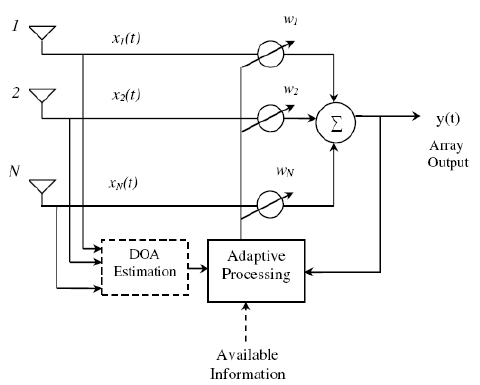 1
x1(t)
w1
2
x2(t)
w2
Σ
y(t)
Array
Output
N
xN(t)
wN
DOA
Estimation
Adaptive
Processing
Available
Information